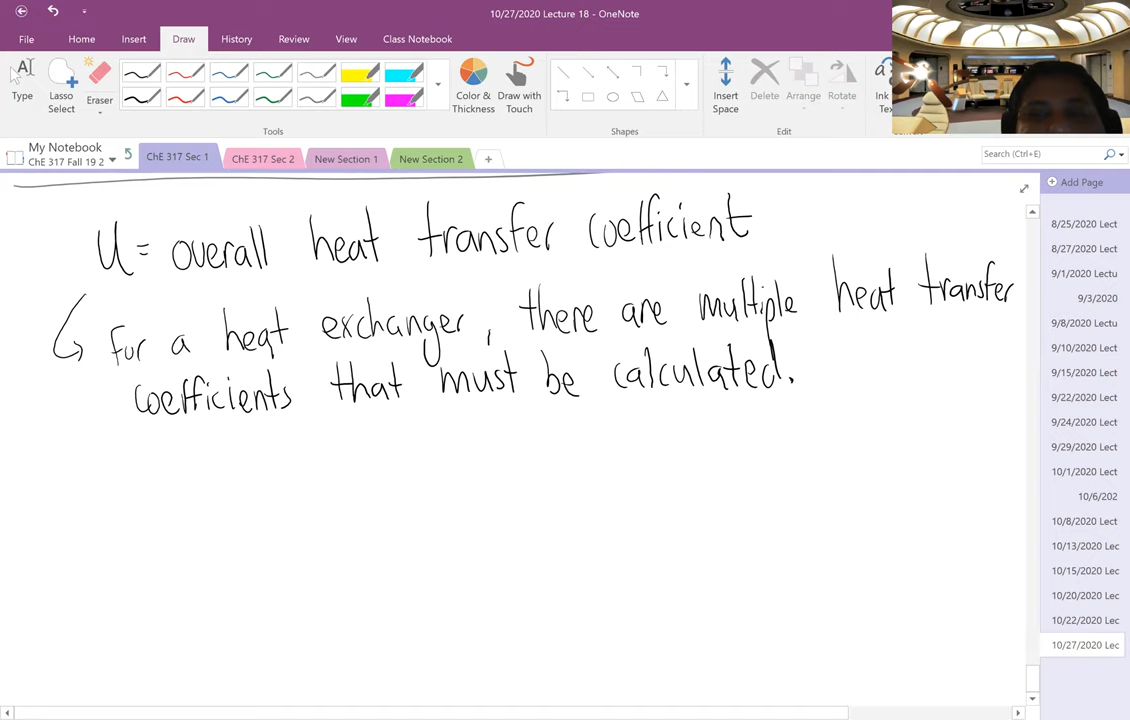 10/27/2020 Lecture 18 - OneNote
File Home Insert Draw History Review View Class Notebook
Type Lasso Select Eraser Color & Thickness Draw with Touch Insert Space Delete Arrange Rotate Ink
Tools Shapes Edit
My Notebook
ChE 317 Fall 19 2
ChE 317 Sec 1 ChE 317 Sec 2 New Section 1 New Section 2 +
Search (Ctrl+E)
Add Page
8/25/2020 Lect
8/27/2020 Lect
9/1/2020 Lectu
9/3/2020
9/8/2020 Lectu
9/10/2020 Lect
9/15/2020 Lect
9/22/2020 Lect
9/24/2020 Lect
9/29/2020 Lect
10/1/2020 Lect
10/6/202
10/8/2020 Lect
10/13/2020 Lec
10/15/2020 Lec
10/20/2020 Lec
10/22/2020 Lec
10/27/2020 Lec
U = overall heat transfer coefficient
For a heat exchanger, there are multiple heat transfer
coefficients that must be calculated.